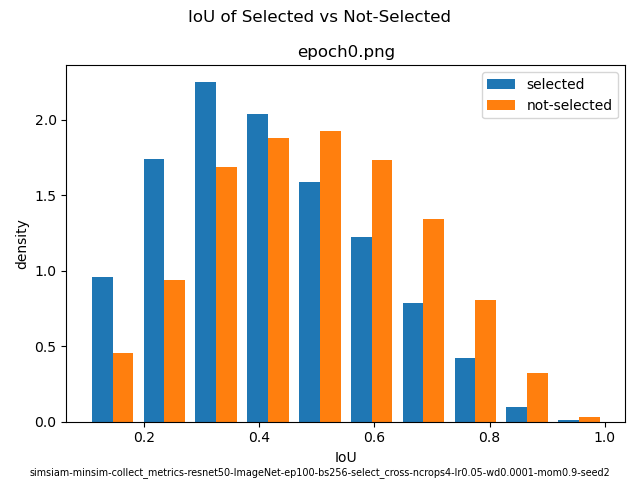 IoU of Selected vs Not-Selected
epoch0.png
selected
not-selected
2.0
1.5
1.0
0.5
0.0
density
0.2 0.4 0.6 0.8 1.0
IoU
simsiam-minsim-collect_metrics-resnet50-ImageNet-ep100-bs256-select_cross-ncrops4-lr0.05-wd0.0001-mom0.9-seed2